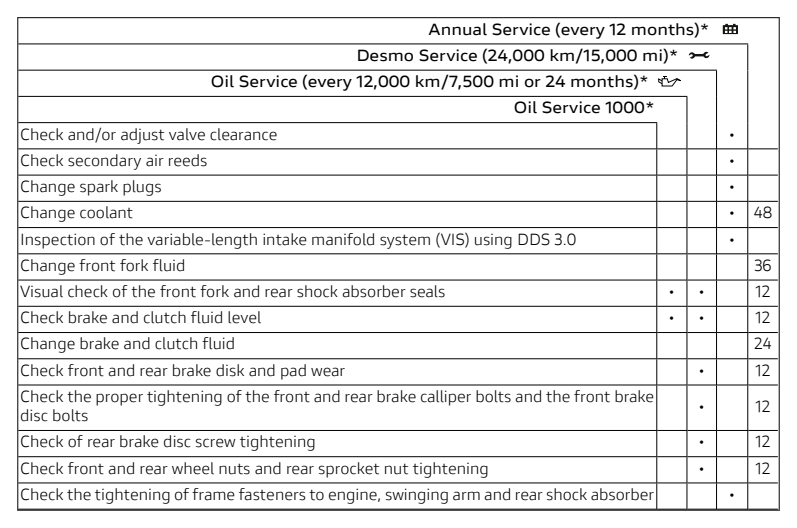 Annual Service (every 12 months)*
Desmo Service (24,000 km/15,000 mi)*
Oil Service (every 12,000 km/7,500 mi or 24 months)*
Oil Service 1000*
Check and/or adjust valve clearance •
Check secondary air reeds •
Change spark plugs •
Change coolant • 48
Inspection of the variable-length intake manifold system (VIS) using DDS 3.0 •
Change front fork fluid 36
Visual check of the front fork and rear shock absorber seals • • 12
Check brake and clutch fluid level • • 12
Change brake and clutch fluid 24
Check front and rear brake disk and pad wear • 12
Check the proper tightening of the front and rear brake calliper bolts and the front brake
disc bolts • 12
Check of rear brake disc screw tightening • 12
Check front and rear wheel nuts and rear sprocket nut tightening • 12
Check the tightening of frame fasteners to engine, swinging arm and rear shock absorber •